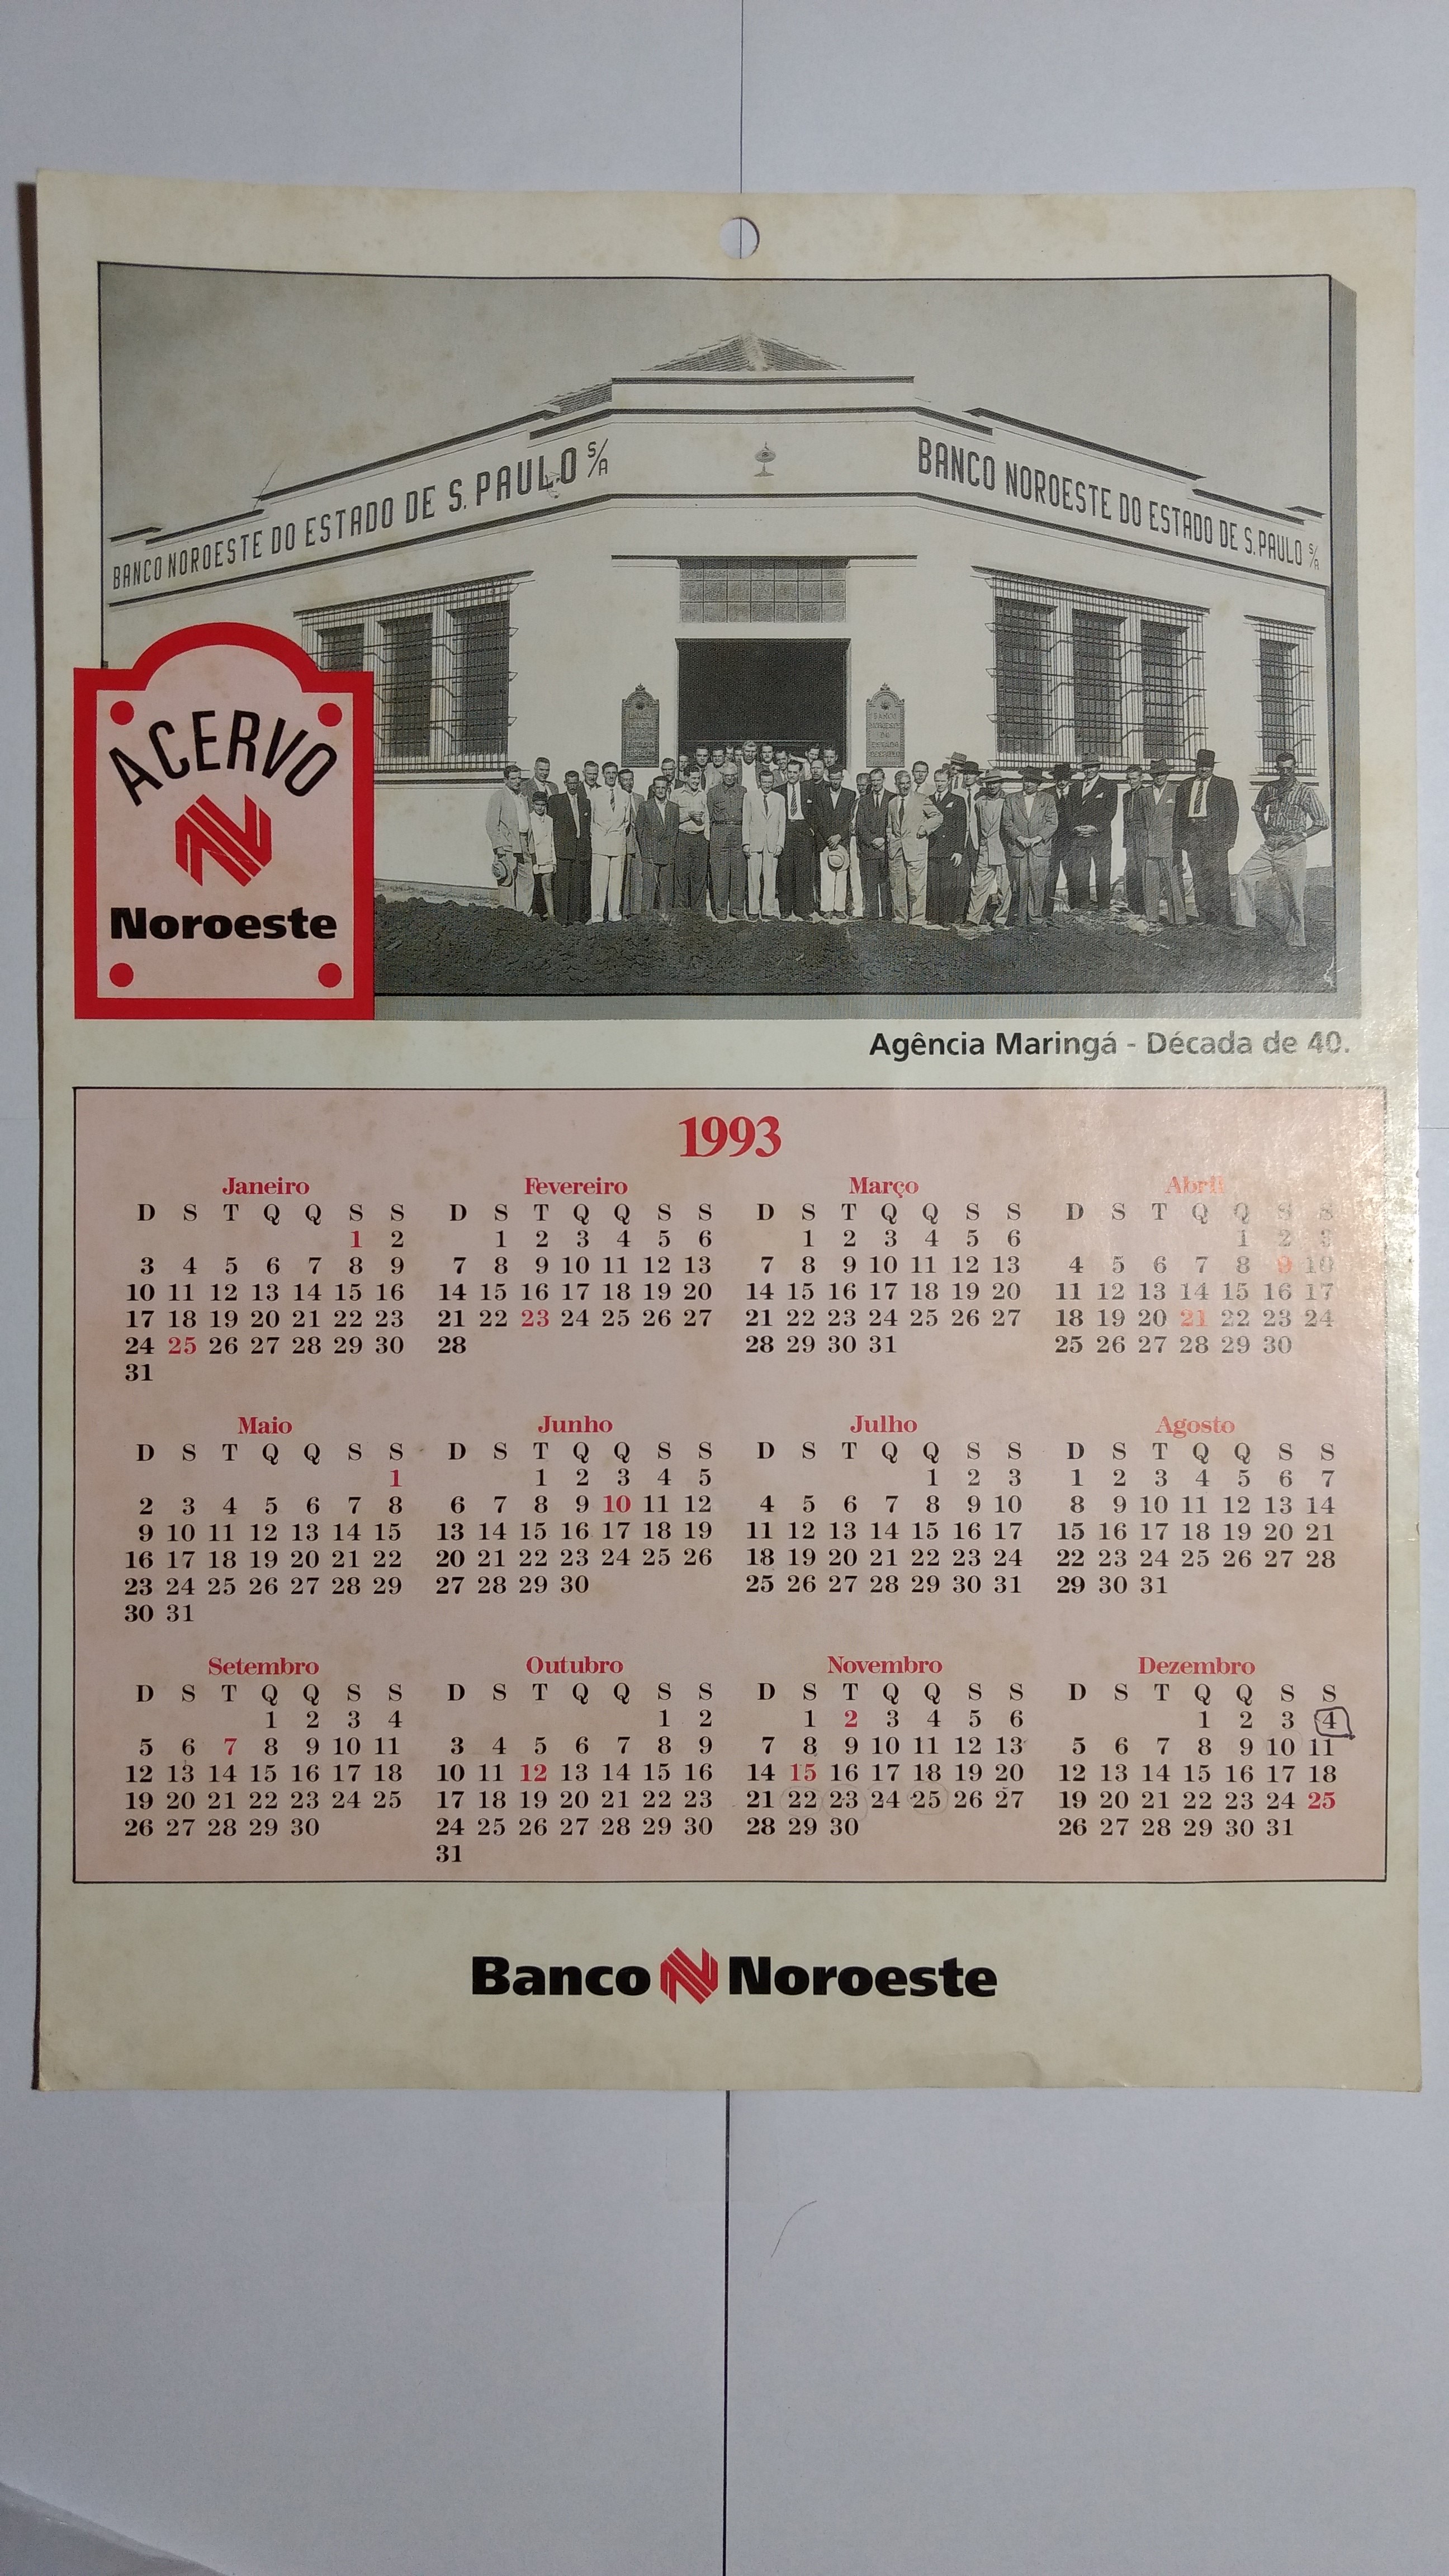 BANCO NOROESTE DO ESTADO DE S. PAULO S/A
BANCO NOROESTE DO ESTADO DE S. PAULO S/A
ACERVO
Noroeste
Agência Maringá - Década de 40.
1993
Janeiro
D S T Q Q S S
1 2
3 4 5 6 7 8 9
10 11 12 13 14 15 16
17 18 19 20 21 22 23
24 25 26 27 28 29 30
31
Fevereiro
D S T Q Q S S
1 2 3 4 5 6
7 8 9 10 11 12 13
14 15 16 17 18 19 20
21 22 23 24 25 26 27
28
Março
D S T Q Q S S
1 2 3 4 5 6
7 8 9 10 11 12 13
14 15 16 17 18 19 20
21 22 23 24 25 26 27
28 29 30 31
Abril
D S T Q Q S S
1 2 3
4 5 6 7 8 9 10
11 12 13 14 15 16 17
18 19 20 21 22 23 24
25 26 27 28 29 30
Maio
D S T Q Q S S
1
2 3 4 5 6 7 8
9 10 11 12 13 14 15
16 17 18 19 20 21 22
23 24 25 26 27 28 29
30 31
Junho
D S T Q Q S S
1 2 3 4 5
6 7 8 9 10 11 12
13 14 15 16 17 18 19
20 21 22 23 24 25 26
27 28 29 30
Julho
D S T Q Q S S
1 2 3
4 5 6 7 8 9 10
11 12 13 14 15 16 17
18 19 20 21 22 23 24
25 26 27 28 29 30 31
Agosto
D S T Q Q S S
1 2 3 4 5 6 7
8 9 10 11 12 13 14
15 16 17 18 19 20 21
22 23 24 25 26 27 28
29 30 31
Setembro
D S T Q Q S S
1 2 3 4
5 6 7 8 9 10 11
12 13 14 15 16 17 18
19 20 21 22 23 24 25
26 27 28 29 30
Outubro
D S T Q Q S S
1 2
3 4 5 6 7 8 9
10 11 12 13 14 15 16
17 18 19 20 21 22 23
24 25 26 27 28 29 30
31
Novembro
D S T Q Q S S
1 2 3 4 5 6
7 8 9 10 11 12 13
14 15 16 17 18 19 20
21 22 23 24 25 26 27
28 29 30
Dezembro
D S T Q Q S S
1 2 3 4
5 6 7 8 9 10 11
12 13 14 15 16 17 18
19 20 21 22 23 24 25
26 27 28 29 30 31
Banco Noroeste